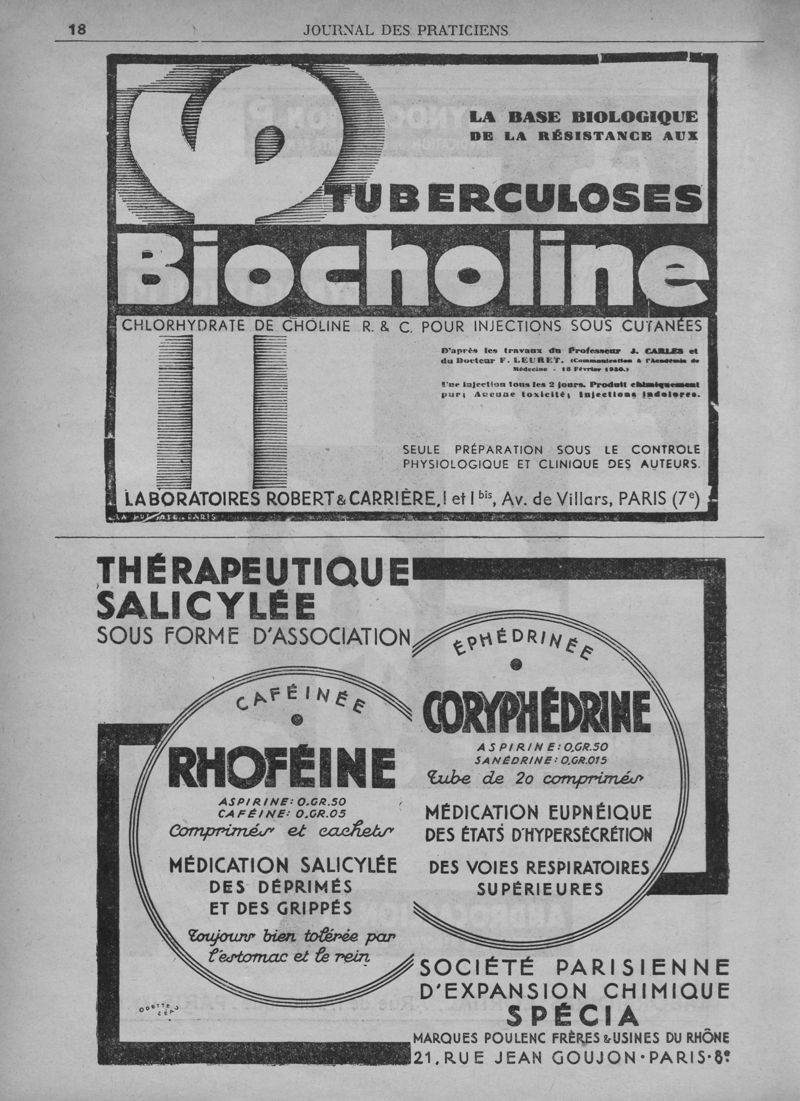 18
JOURNAL DES PRATICIENS
LA BASE BIOLOGIQUE
DE LA RÉSISTANCE AUX
TUBERCULOSES
Biocholine
CHLORHYDRATE DE CHOLINE R. & C. POUR INJECTIONS SOUS CUTANÉES
D'après les travaux du Professeur J. CARLES et
du Docteur F. LEURET. (Communication à l'Académie de
Médecine - 18 Février 1930.)
Une injection tous les 2 jours. Produit chimiquement
pur; Aucune toxicité; Injections indolores.
SEULE PRÉPARATION SOUS LE CONTROLE
PHYSIOLOGIQUE ET CLINIQUE DES AUTEURS.
LABORATOIRES ROBERT & CARRIÈRE, 1 et 1 bis, Av. de Villars, PARIS (7e)
PARIS
THÉRAPEUTIQUE
SALICYLÉE
SOUS FORME D'ASSOCIATION
CAFÉINÉE
RHOFÉINE
ASPIRINE: 0,GR.50
CAFÉINE: 0,GR.05
Comprimés et cachets
MÉDICATION SALICYLÉE
DES DÉPRIMÉS
ET DES GRIPPÉS
Toujours bien tolérée par
l'estomac et le rein
ÉPHÉDRINÉE
CORYPHÉDRINE
ASPIRINE: 0,GR.50
SANÉDRINE: 0,GR.015
Tube de 20 comprimés
MÉDICATION EUPNÉIQUE
DES ÉTATS D'HYPERSÉCRÉTION
DES VOIES RESPIRATOIRES
SUPÉRIEURES
ODETTE
SÉP
SOCIÉTÉ PARISIENNE
D'EXPANSION CHIMIQUE
SPÉCIA
MARQUES POULENC FRÈRES & USINES DU RHÔNE
21, RUE JEAN GOUJON • PARIS • 8e